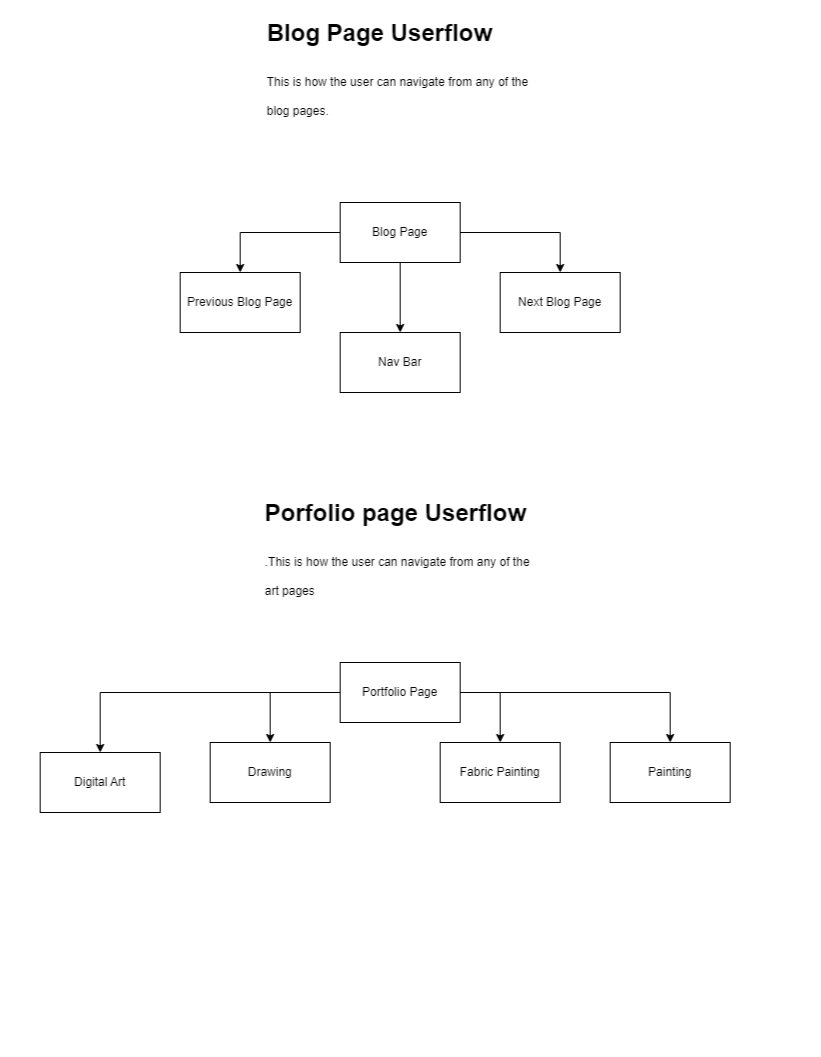 Blog Page Userflow
This is how the user can navigate from any of the
blog pages.
Blog Page
Previous Blog Page
Next Blog Page
Nav Bar
Porfolio page Userflow
.This is how the user can navigate from any of the
art pages
Portfolio Page
Digital Art
Drawing
Fabric Painting
Painting